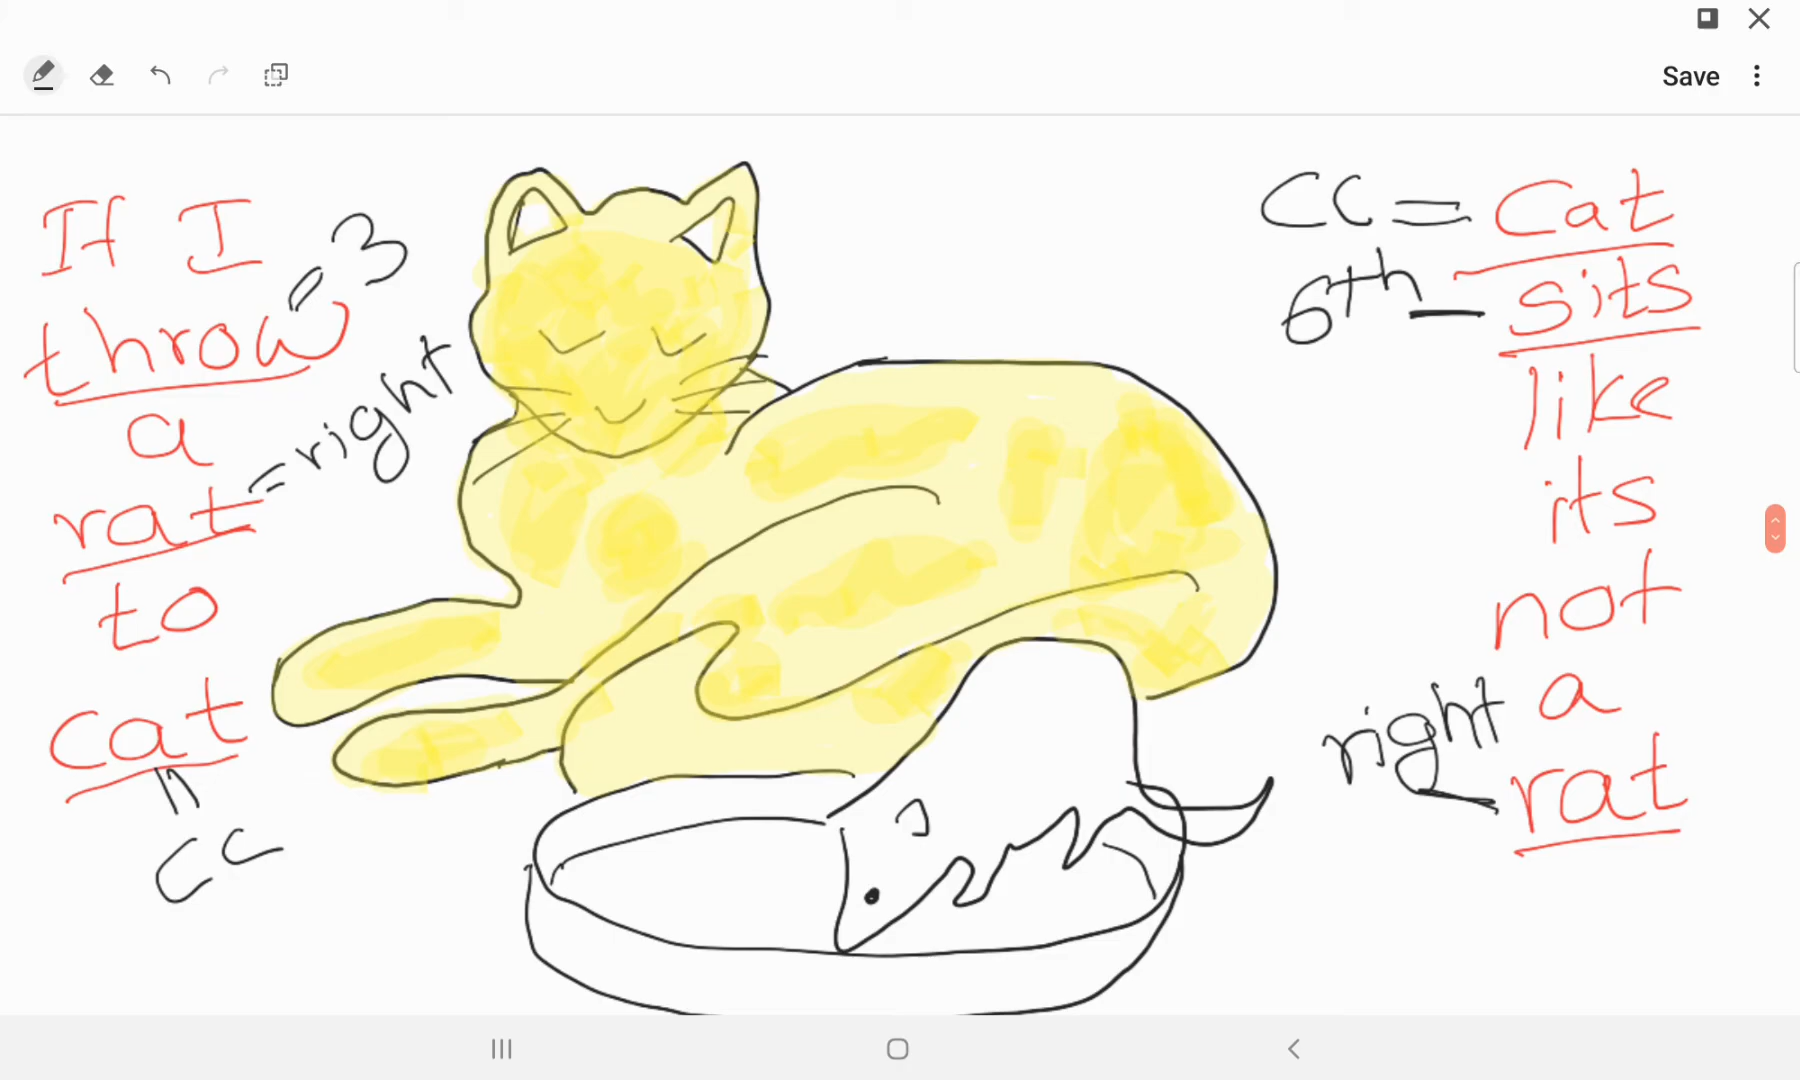 Save
If I
throw = 3
a
rat = right
to
cat
= CC
CC = Cat
6th - sits
like
its
not
a
right - rat